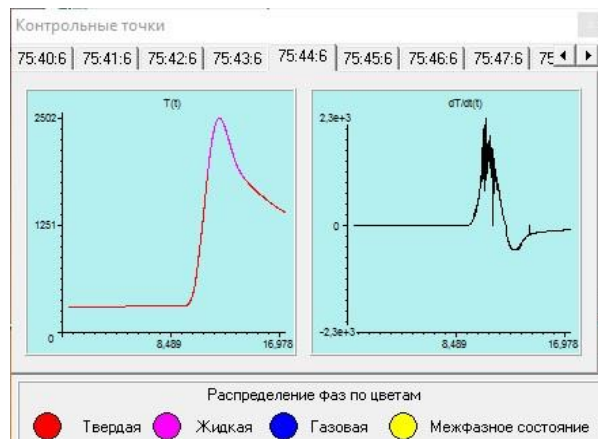 Контрольные точки
75:40:6 75:41:6 75:42:6 75:43:6 75:44:6 75:45:6 75:46:6 75:47:6 75
T(t)
2502
1251
0
8,489 16,978
dT/dt(t)
2,3e+3
0
-2,3e+3
8,489 16,978
Распределение фаз по цветам
Твердая Жидкая Газовая Межфазное состояние